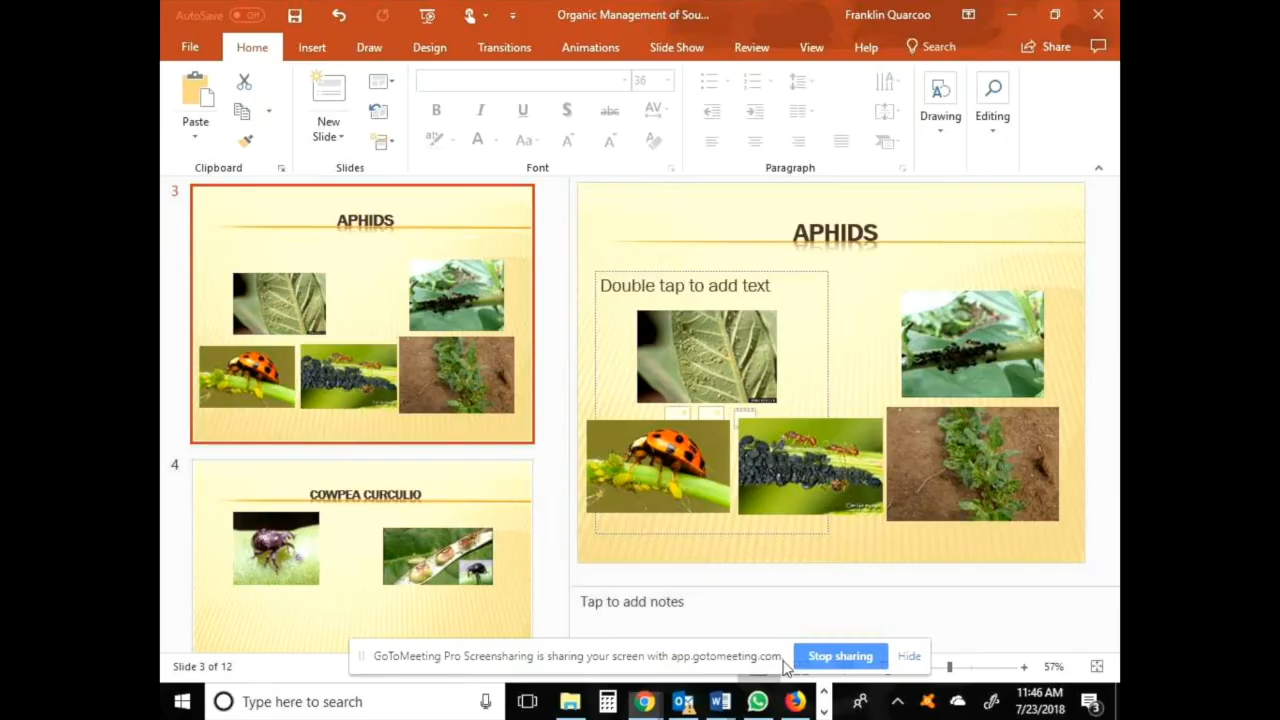 AutoSave Off
Organic Management of Sou...
Franklin Quarcoo
File Home Insert Draw Design Transitions Animations Slide Show Review View Help Search Share
Paste
New
Slide
36
Drawing
Editing
Clipboard Slides Font Paragraph
3
APHIDS
4
COWPEA CURCULIO
APHIDS
Double tap to add text
Tap to add notes
GoToMeeting Pro Screensharing is sharing your screen with app.gotomeeting.com.
Stop sharing
Hide
Slide 3 of 12
57%
Type here to search
11:46 AM
7/23/2018
3